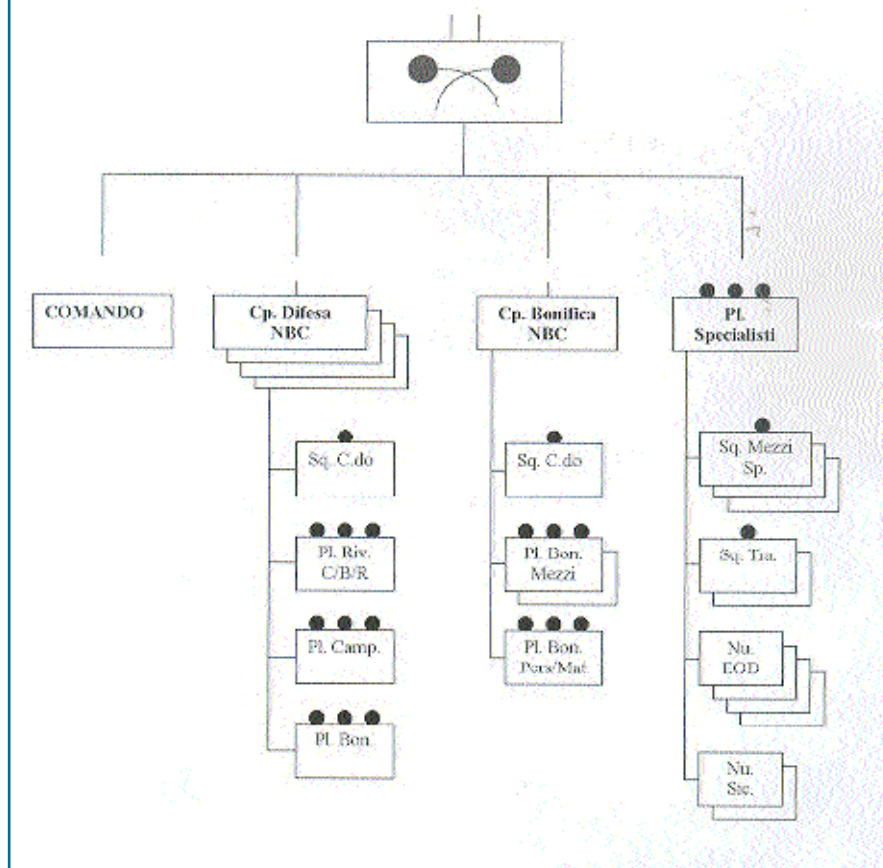 COMANDO
Cp. Difesa
NBC
Cp. Bonifica
NBC
Pl.
Specialisti
Sq. C.do
Pl. Riv.
C/B/R
Pl. Camp.
Pl. Bon.
Sq. C.do
Pl. Bon.
Mezzi
Pl. Bon.
Pers/Mat.
Sq. Mezzi
Sp.
Sq. Tra.
Nu.
EOD
Nu.
Sic.